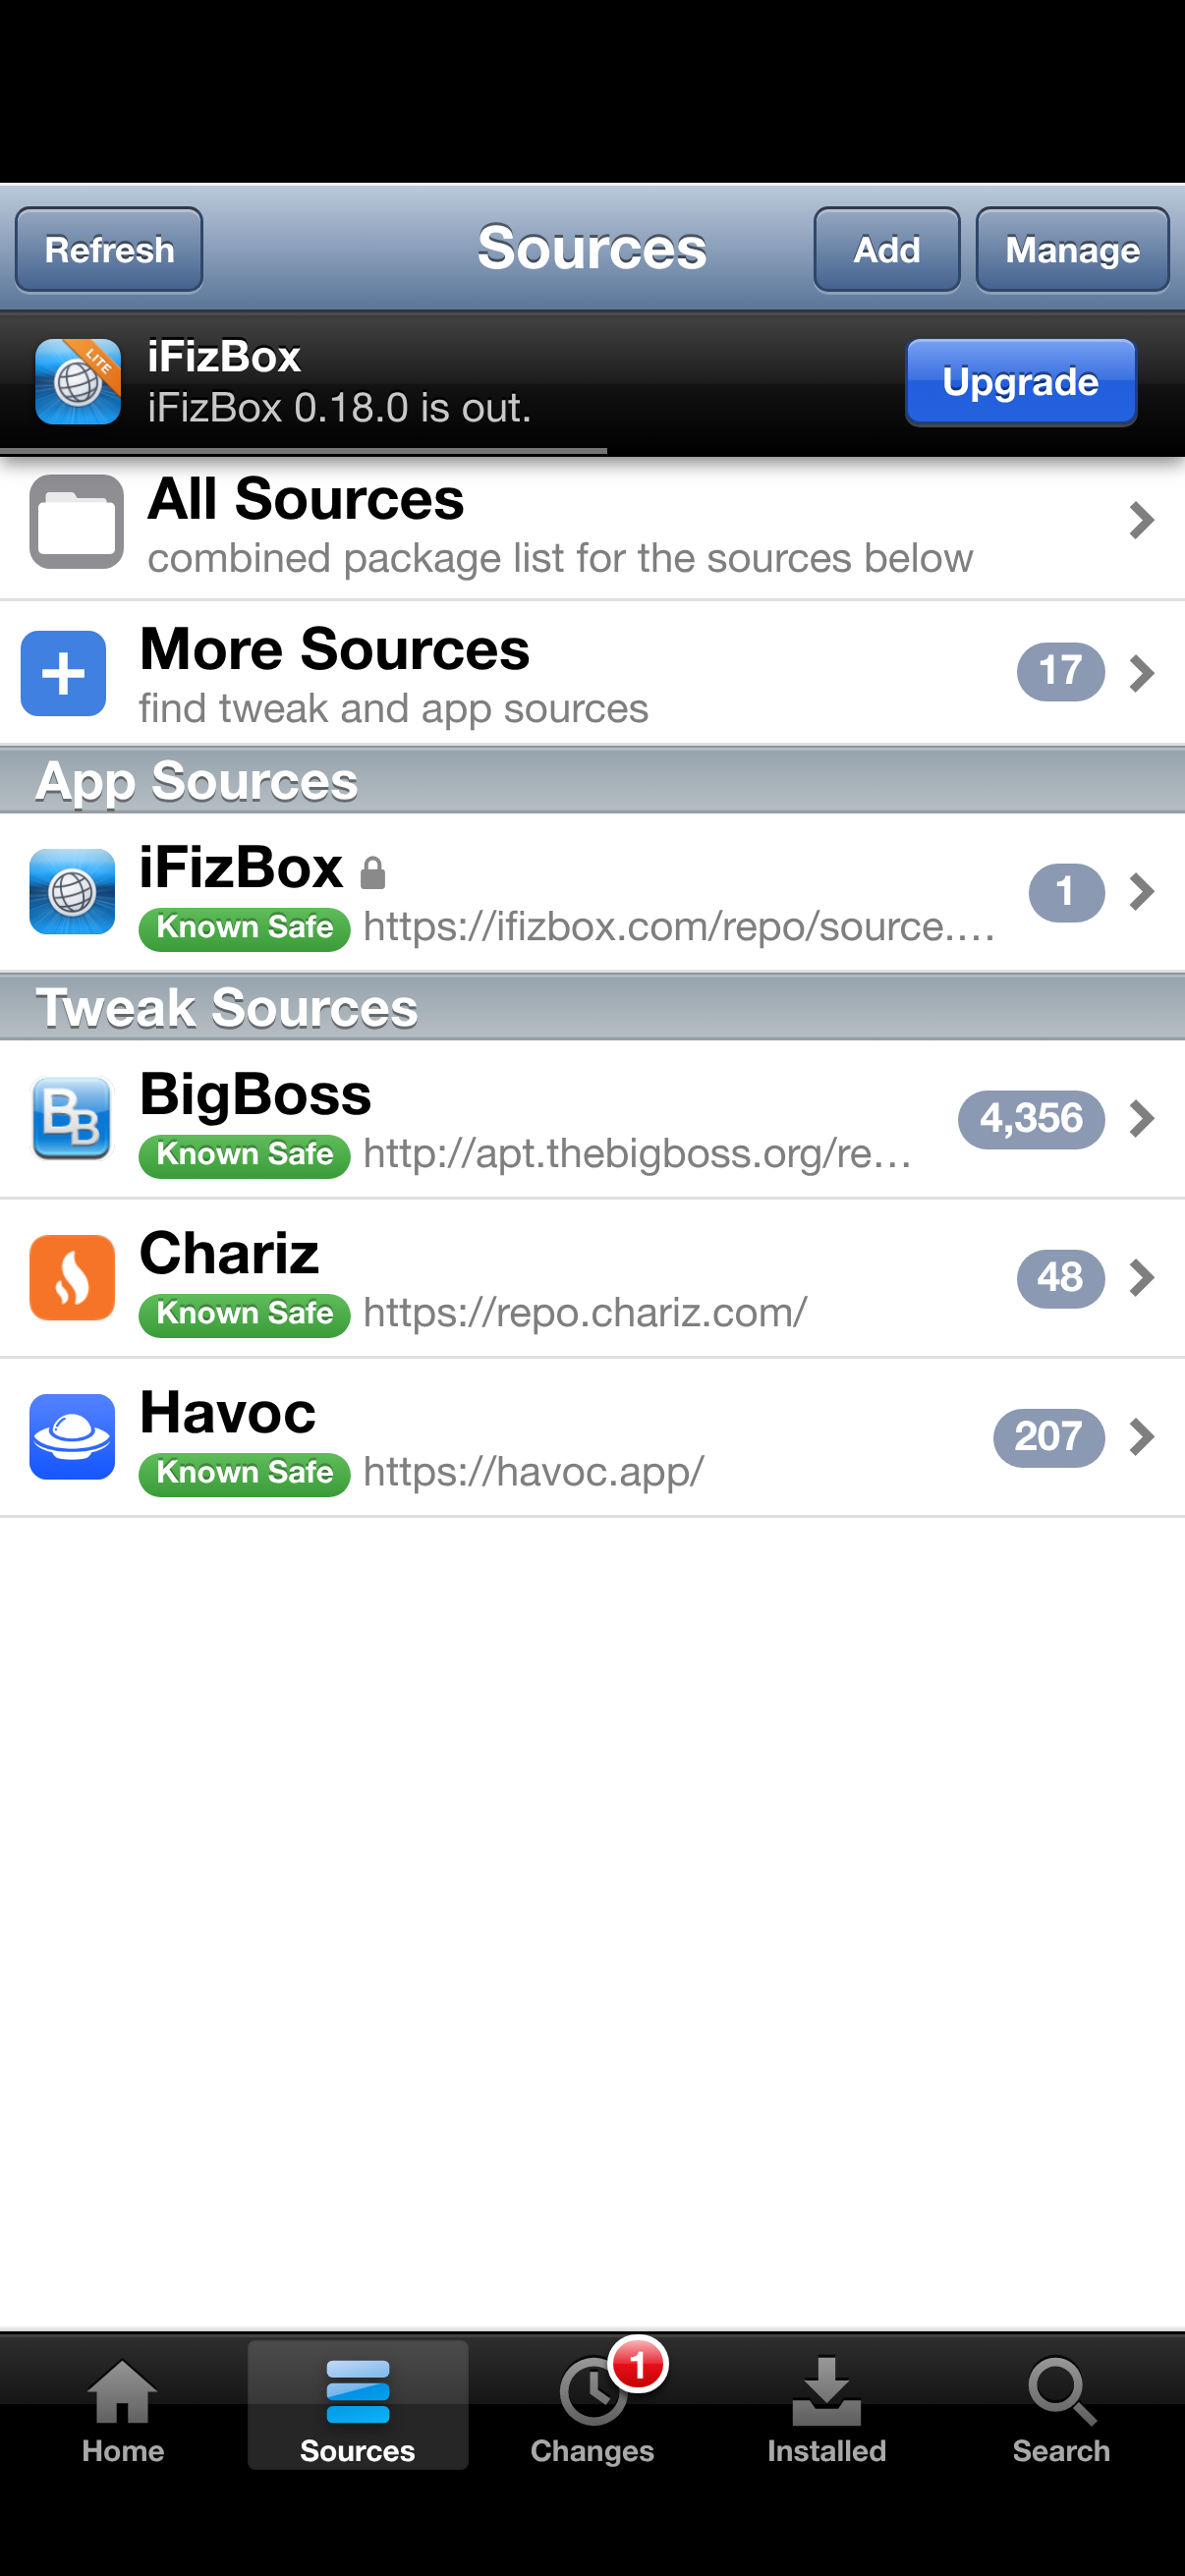 Refresh Sources Add Manage
LITE
iFizBox
iFizBox 0.18.0 is out.
Upgrade
All Sources
combined package list for the sources below
More Sources
find tweak and app sources
17
App Sources
iFizBox
Known Safe https://ifizbox.com/repo/source.…
1
Tweak Sources
BB
BigBoss
Known Safe http://apt.thebigboss.org/re…
4,356
Chariz
Known Safe https://repo.chariz.com/
48
Havoc
Known Safe https://havoc.app/
207
1
Home Sources Changes Installed Search